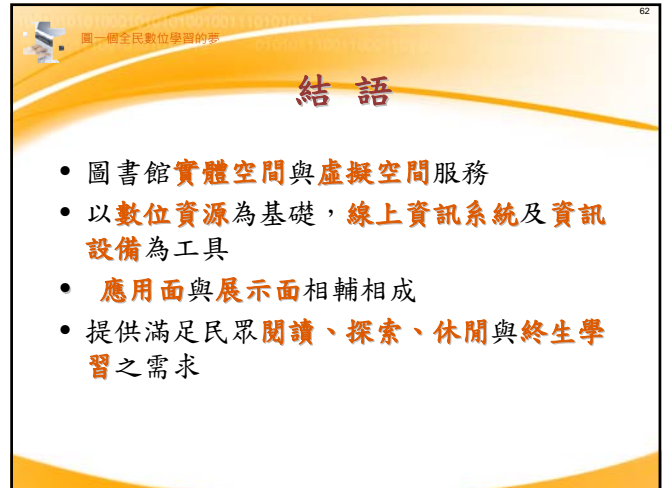 62
圖一個全民數位學習的夢
結 語
• 圖書館實體空間與虛擬空間服務
• 以數位資源為基礎，線上資訊系統及資訊
設備為工具
• 應用面與展示面相輔相成
• 提供滿足民眾閱讀、探索、休閒與終生學
習之需求